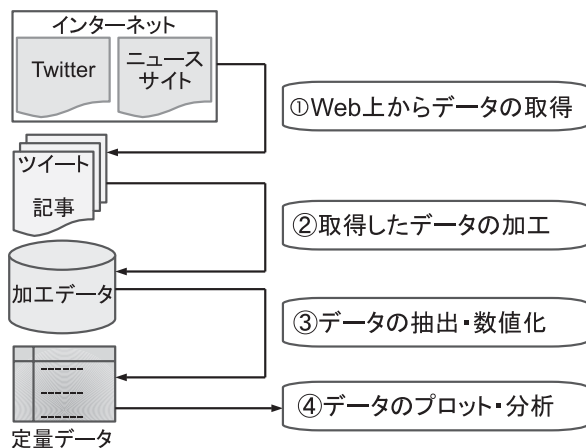 インターネット
Twitter
ニュース
サイト
①Web上からデータの取得
ツイート
記事
②取得したデータの加工
加工データ
③データの抽出・数値化
④データのプロット・分析
定量データ